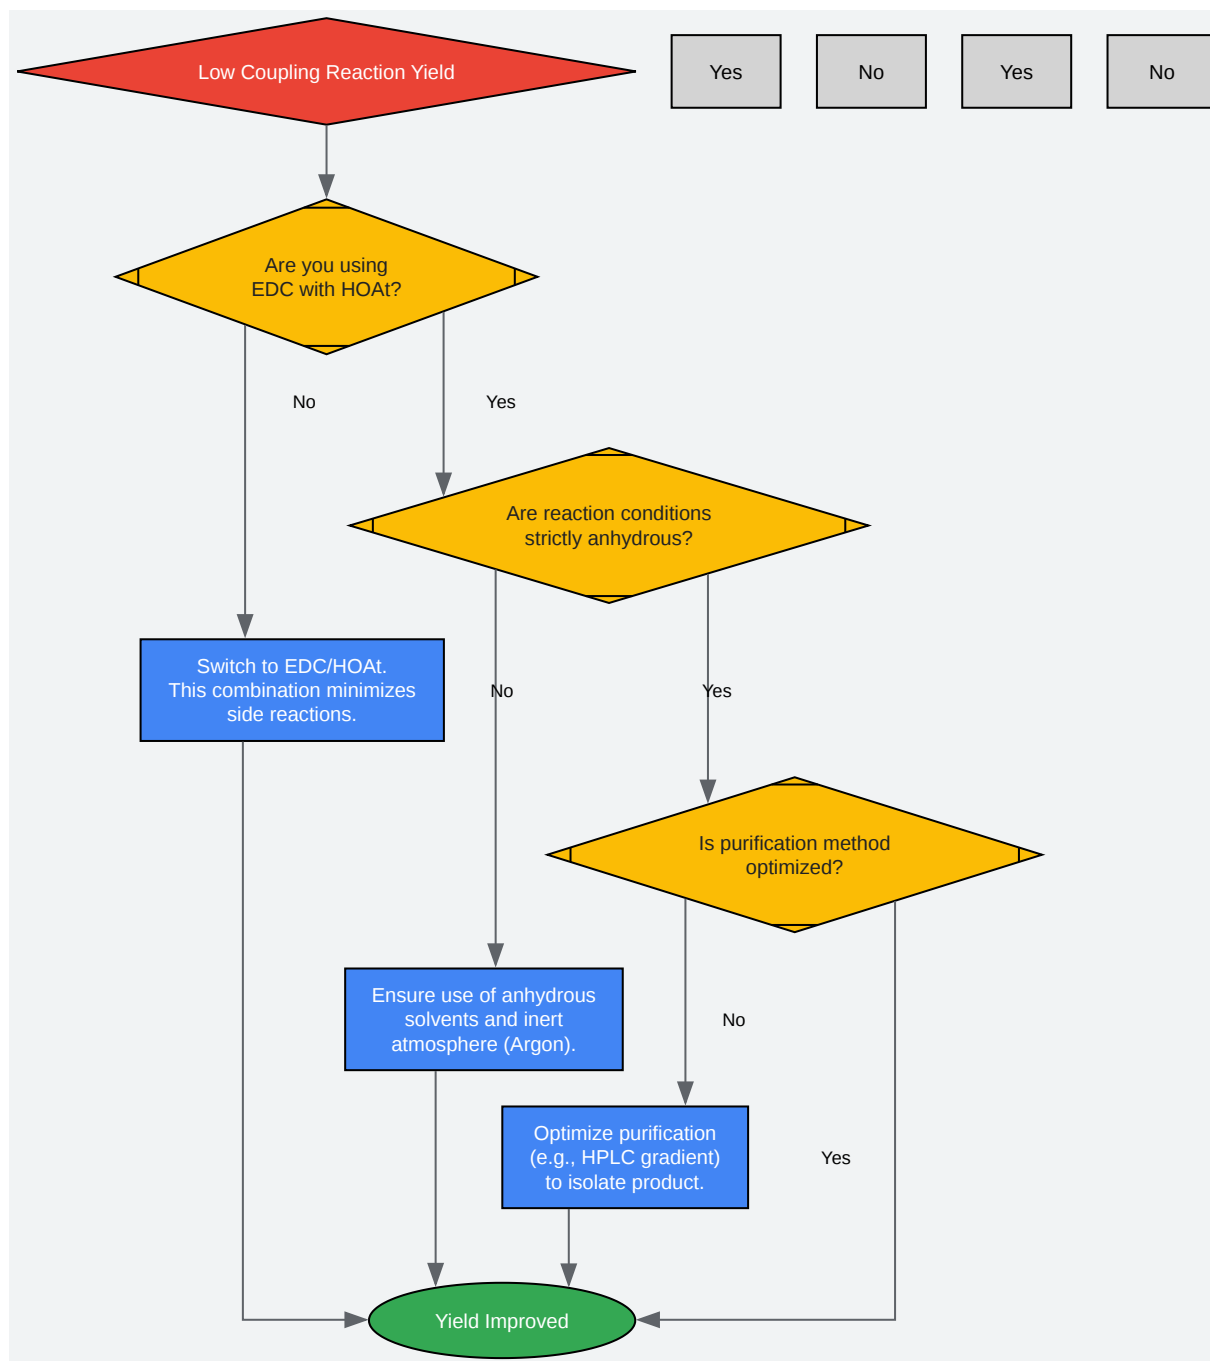 Low Coupling Reaction Yield
Yes
No
Yes
No
Are you using
EDC with HOAt?
No
Yes
Are reaction conditions
strictly anhydrous?
Switch to EDC/HOAt.
This combination minimizes
side reactions.
No
Yes
Is purification method
optimized?
Ensure use of anhydrous
solvents and inert
atmosphere (Argon).
No
Optimize purification
(e.g., HPLC gradient)
to isolate product.
Yes
Yield Improved